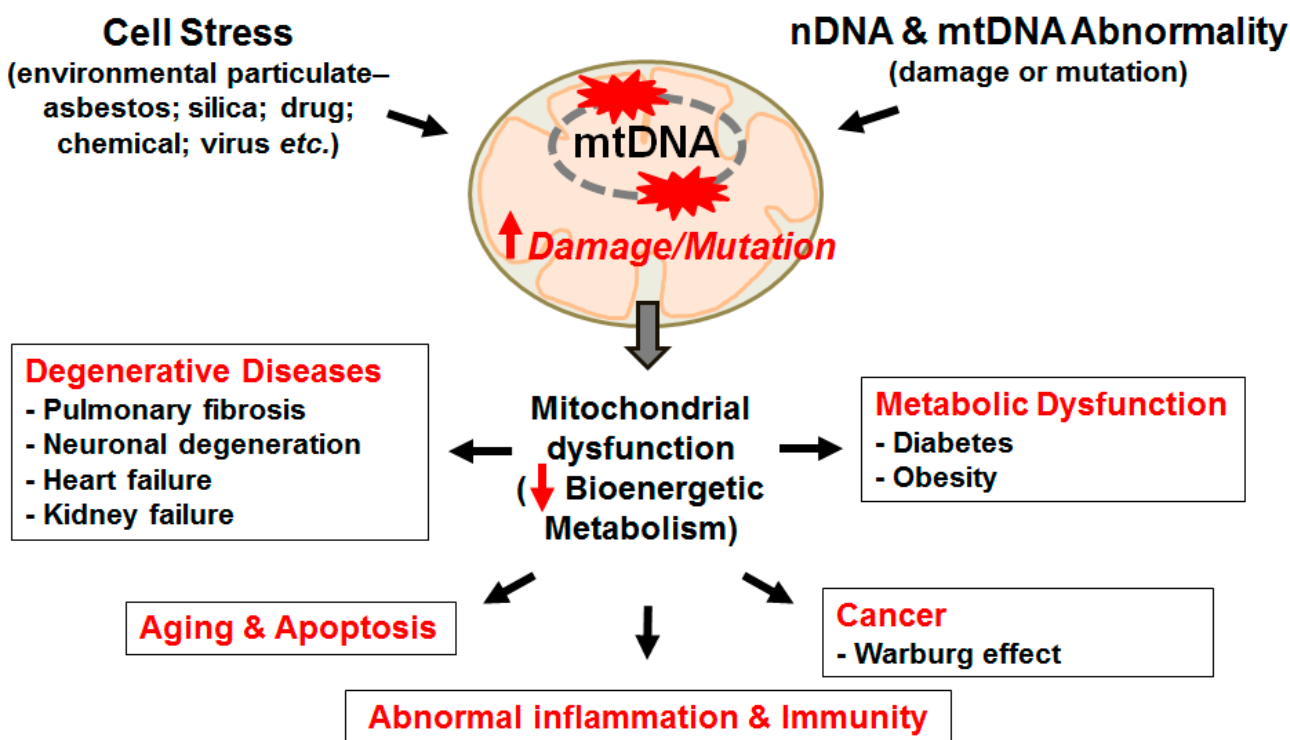 Cell Stress
(environmental particulate–
asbestos; silica; drug;
chemical; virus etc.)
nDNA & mtDNA Abnormality
(damage or mutation)
mtDNA
Damage/Mutation
Degenerative Diseases
- Pulmonary fibrosis
- Neuronal degeneration
- Heart failure
- Kidney failure
Mitochondrial
dysfunction
( Bioenergetic
Metabolism)
Metabolic Dysfunction
- Diabetes
- Obesity
Aging & Apoptosis
Cancer
- Warburg effect
Abnormal inflammation & Immunity